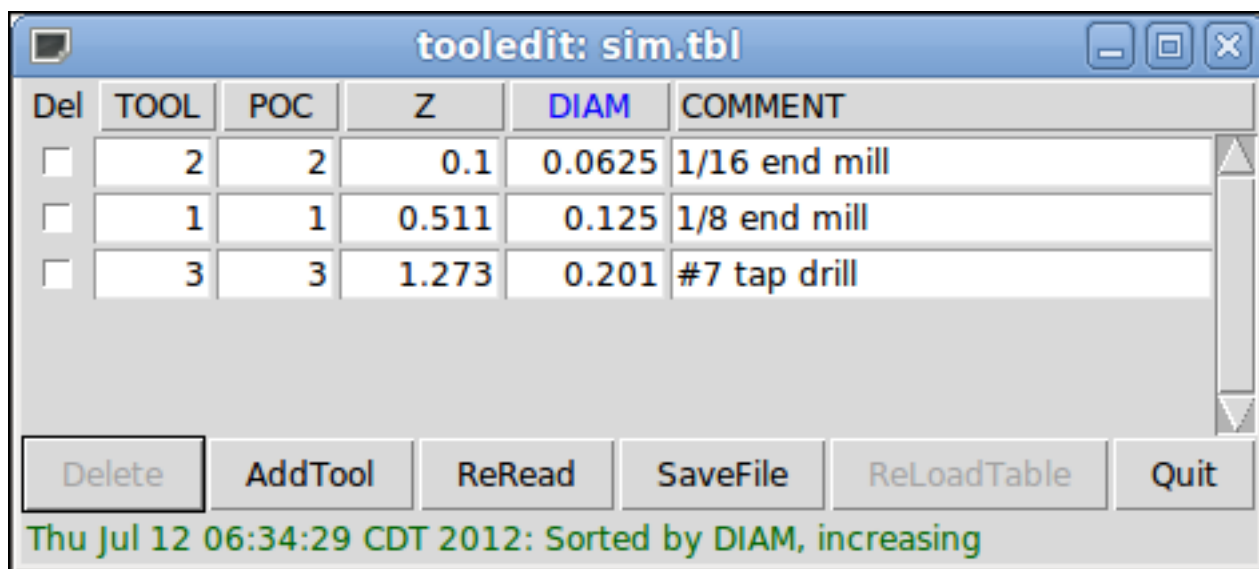 tooledit: sim.tbl
Del TOOL POC Z DIAM COMMENT
2 2 0.1 0.0625 1/16 end mill
1 1 0.511 0.125 1/8 end mill
3 3 1.273 0.201 #7 tap drill
Delete AddTool ReRead SaveFile ReLoadTable Quit
Thu Jul 12 06:34:29 CDT 2012: Sorted by DIAM, increasing